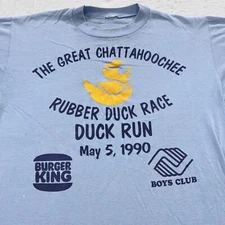 THE GREAT CHATTAHOOCHEE
RUBBER DUCK RACE
DUCK RUN
May 5, 1990
BURGER
KING
BOYS CLUB